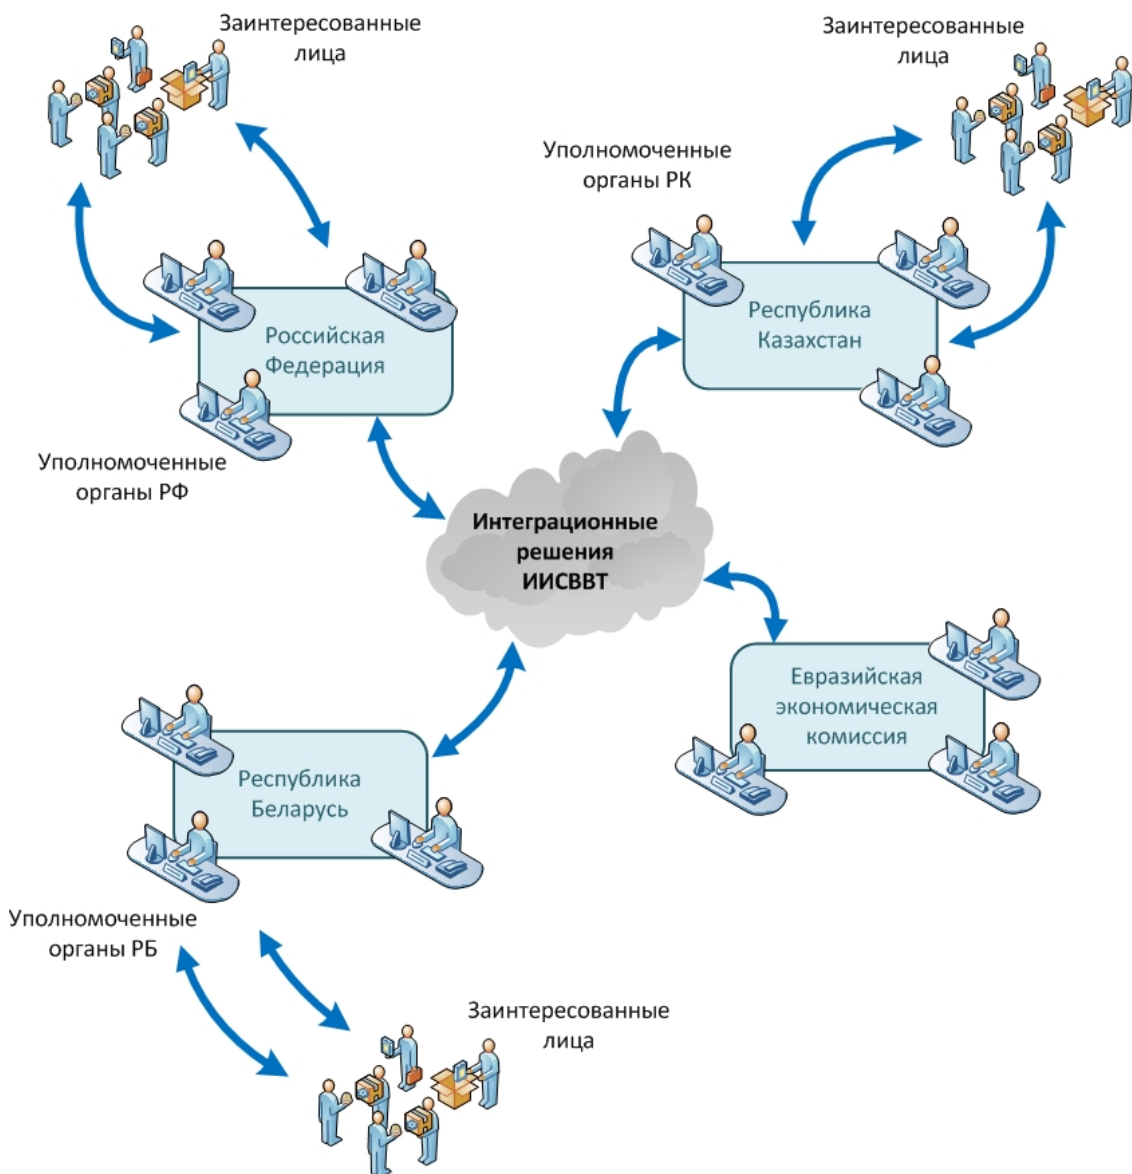 Заинтересованные
лица
Заинтересованные
лица
Уполномоченные
органы РК
Республика
Казахстан
Российская
Федерация
Уполномоченные
органы РФ
Интеграционные
решения
ИИСВВТ
Евразийская
экономическая
комиссия
Республика
Беларусь
Уполномоченные
органы РБ
Заинтересованные
лица